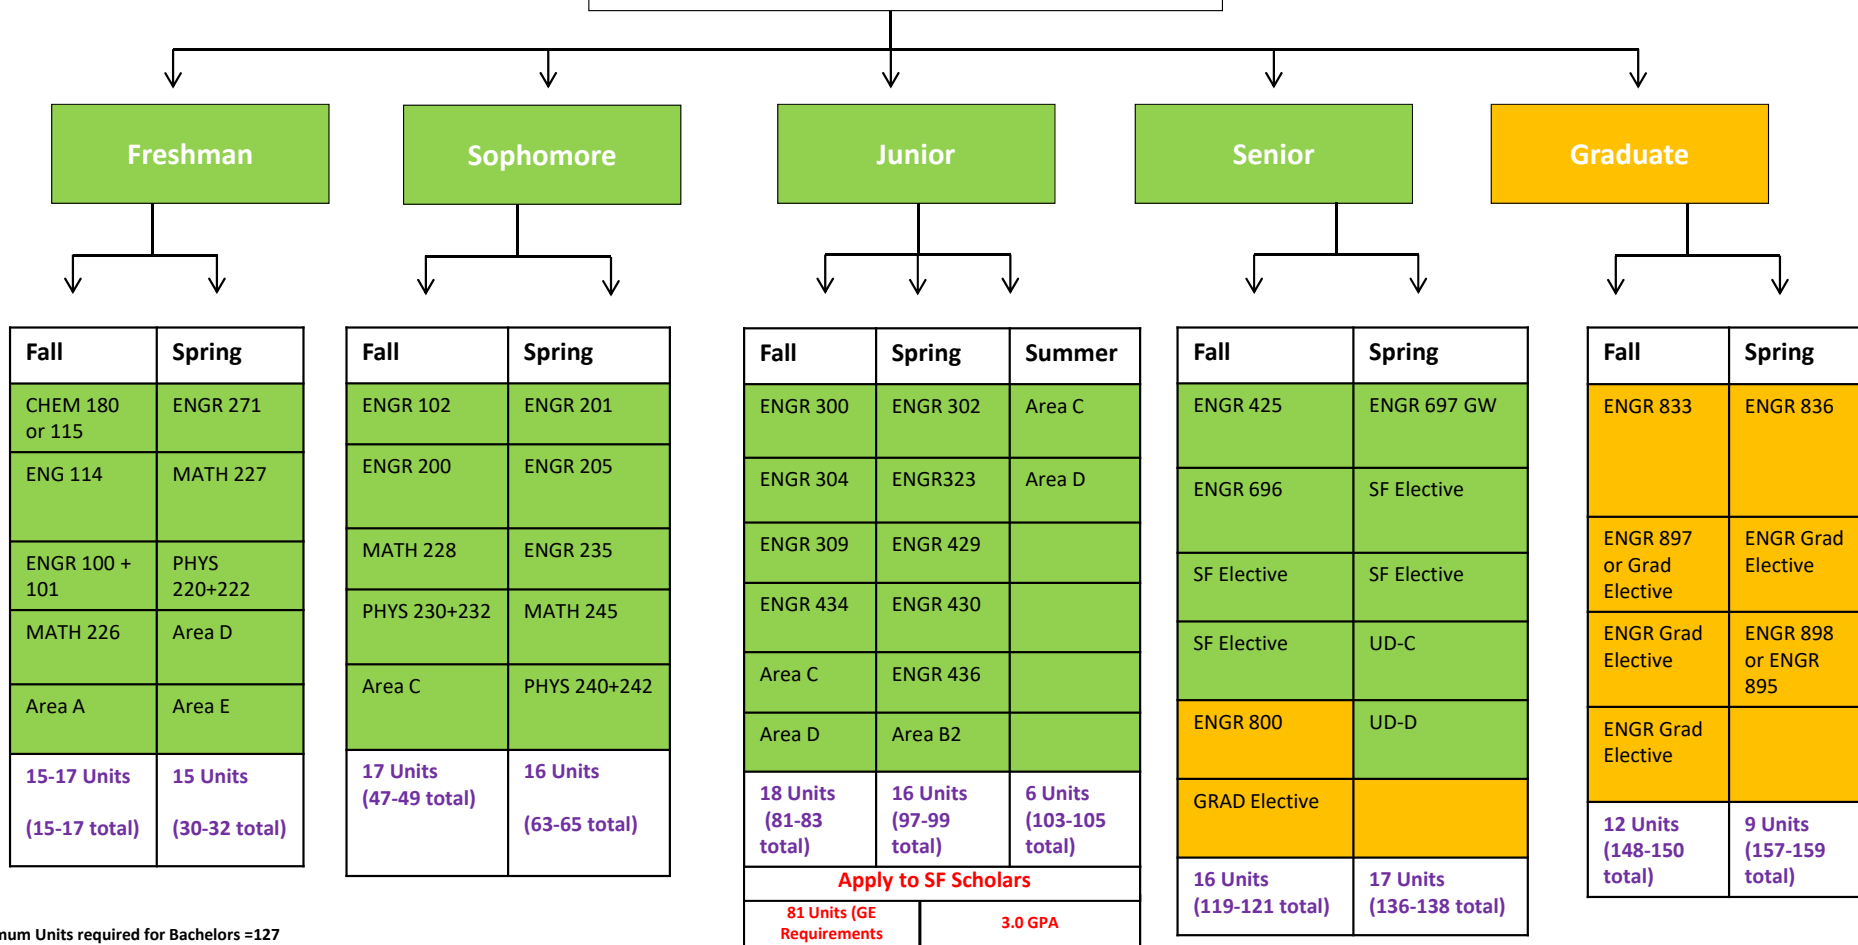 Freshman
Sophomore
Junior
Senior
Graduate
Fall
Spring
CHEM 180
or 115
ENGR 271
ENG 114
MATH 227
ENGR 100 +
101
PHYS
220+222
MATH 226
Area D
Area A
Area E
15-17 Units
(15-17 total)
15 Units
(30-32 total)
Fall
Spring
ENGR 102
ENGR 201
ENGR 200
ENGR 205
MATH 228
ENGR 235
PHYS 230+232
MATH 245
Area C
PHYS 240+242
17 Units
(47-49 total)
16 Units
(63-65 total)
Fall
Spring
Summer
ENGR 300
ENGR 302
Area C
ENGR 304
ENGR323
Area D
ENGR 309
ENGR 429
ENGR 434
ENGR 430
Area C
ENGR 436
Area D
Area B2
18 Units
(81-83
total)
16 Units
(97-99
total)
6 Units
(103-105
total)
Apply to SF Scholars
81 Units (GE
Requirements
3.0 GPA
Fall
Spring
ENGR 425
ENGR 697 GW
ENGR 696
SF Elective
SF Elective
SF Elective
SF Elective
UD-C
ENGR 800
UD-D
GRAD Elective
16 Units
(119-121 total)
17 Units
(136-138 total)
Fall
Spring
ENGR 833
ENGR 836
ENGR 897
or Grad
Elective
ENGR Grad
Elective
ENGR Grad
Elective
ENGR 898
or ENGR
895
ENGR Grad
Elective
12 Units
(148-150
total)
9 Units
(157-159
total)
Units required for Bachelors =127